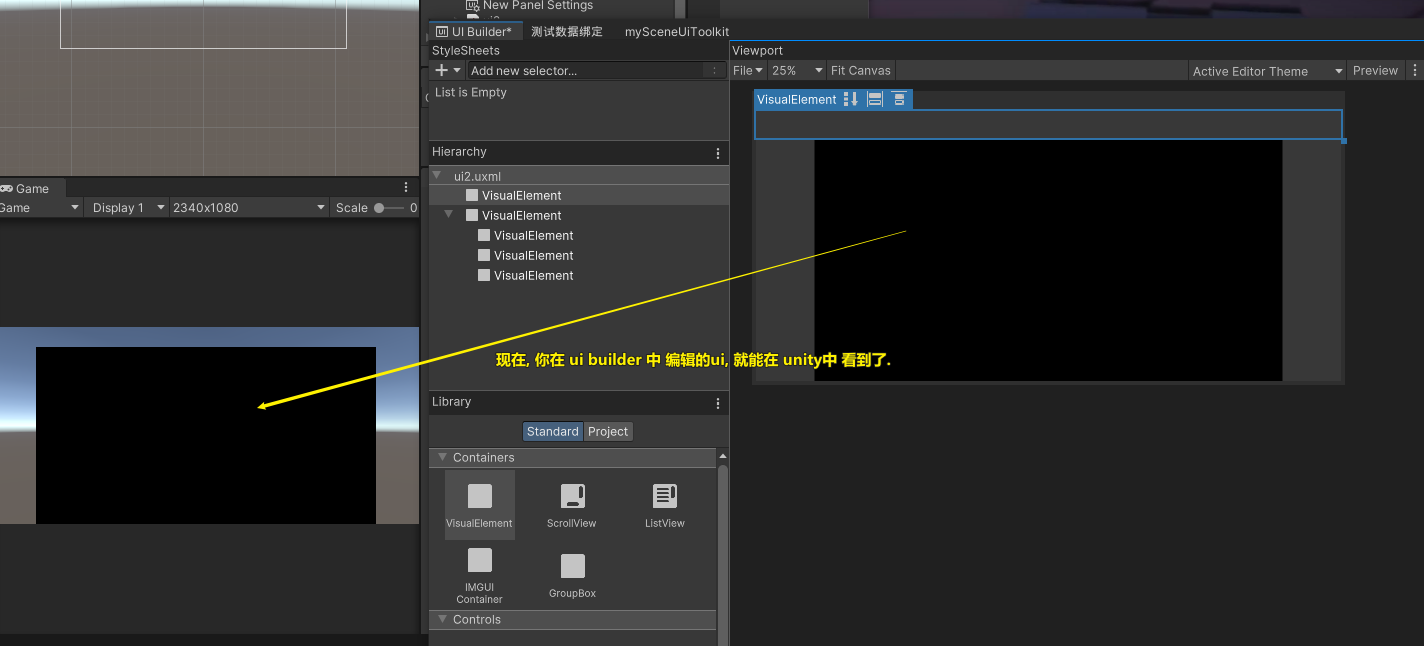 New Panel Settings
UI Builder*
测试数据绑定
mySceneUiToolkit
StyleSheets
Viewport
Add new selector...
File
25%
Fit Canvas
Active Editor Theme
Preview
List is Empty
VisualElement
Hierarchy
ui2.uxml
VisualElement
VisualElement
VisualElement
VisualElement
VisualElement
Game
Game
Display 1
2340x1080
Scale
0
现在, 你在 ui builder 中 编辑的ui, 就能在 unity中 看到了.
Library
Standard
Project
Containers
VisualElement
ScrollView
ListView
IMGUI
Container
GroupBox
Controls